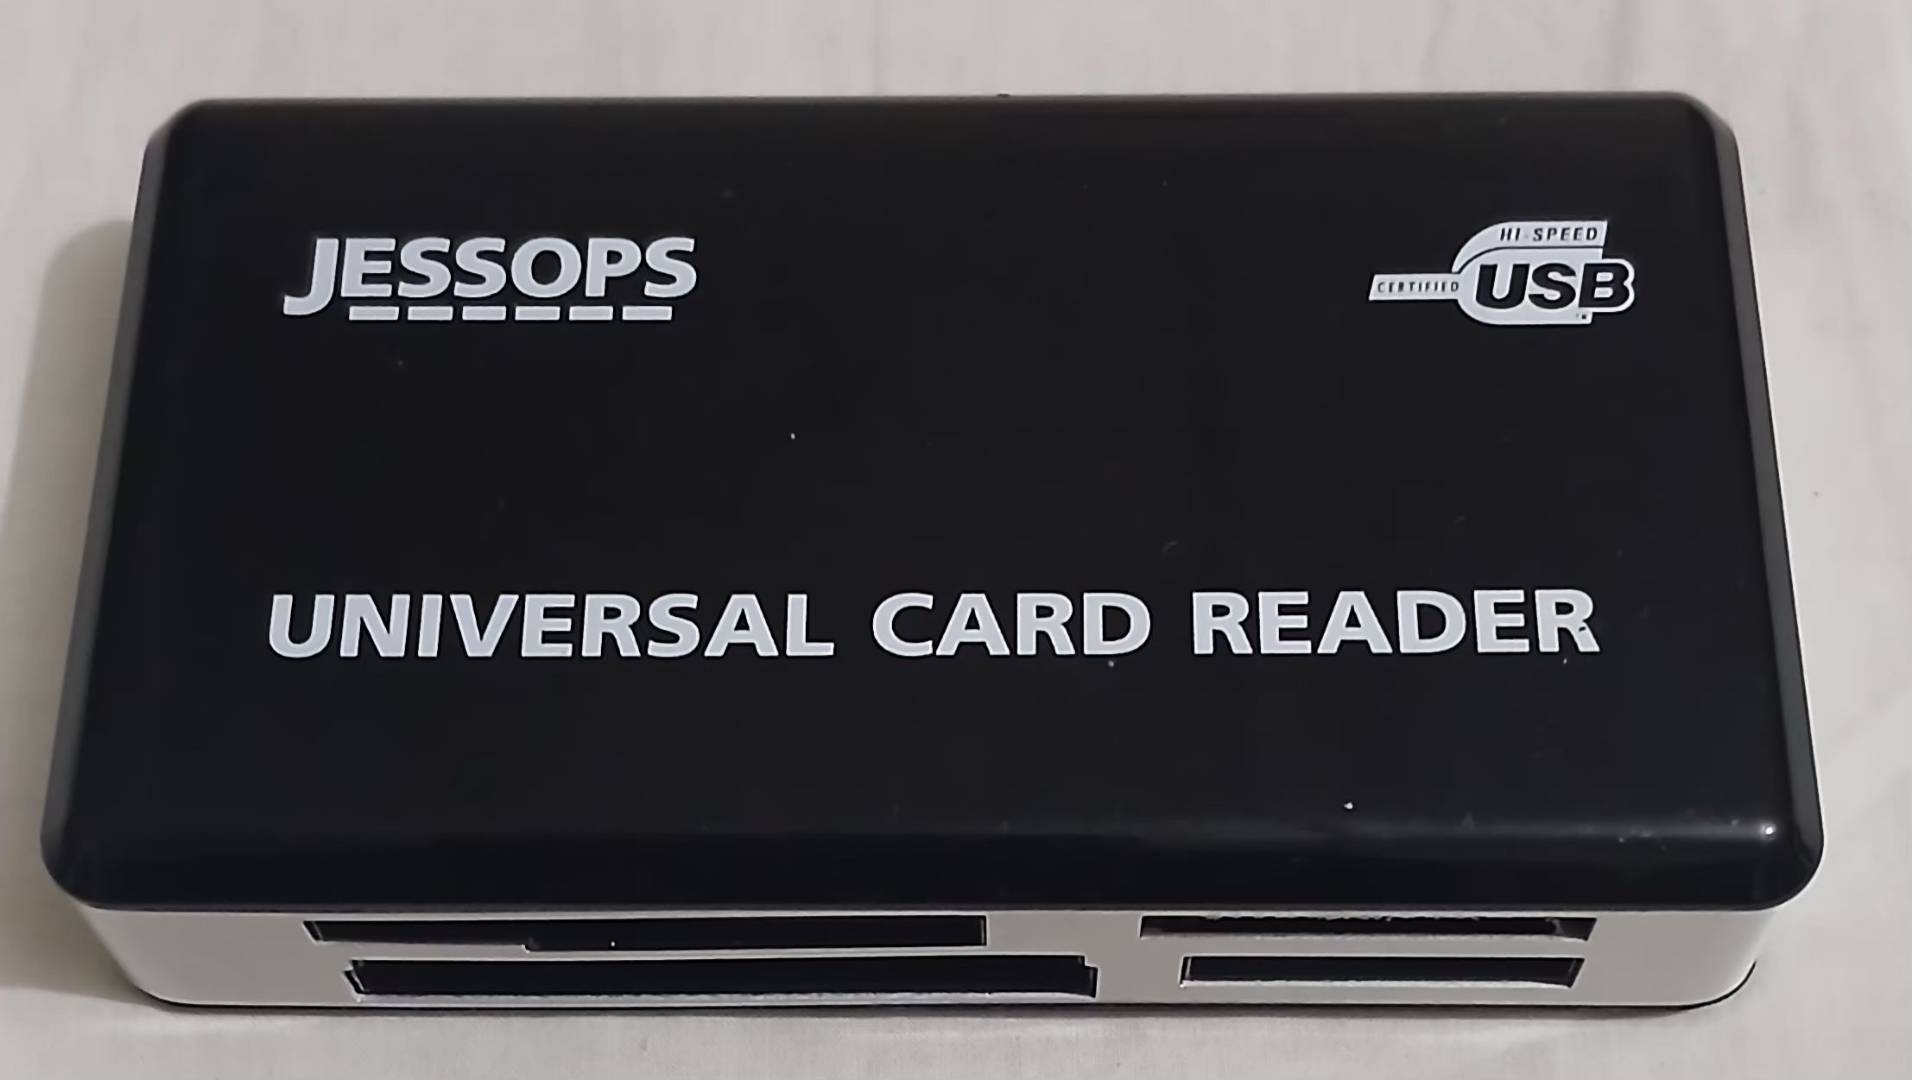 JESSOPS
HI-SPEED
CERTIFIED USB
UNIVERSAL CARD READER